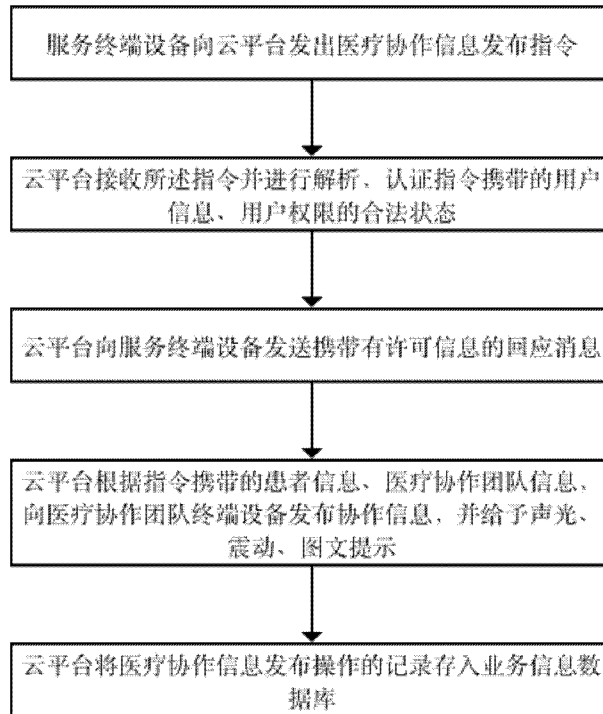 服务终端设备向云平台发出医疗协作信息发布指令
云平台接收所述指令并进行解析、认证指令携带的用户
信息、用户权限的合法状态
云平台向服务终端设备发送携带有许可信息的回应消息
云平台根据指令携带的患者信息、医疗协作团队信息、
向医疗协作团队终端设备发布协作信息，并给予声光、
震动、图文提示
云平台将医疗协作信息发布操作的记录存入业务信息数
据库